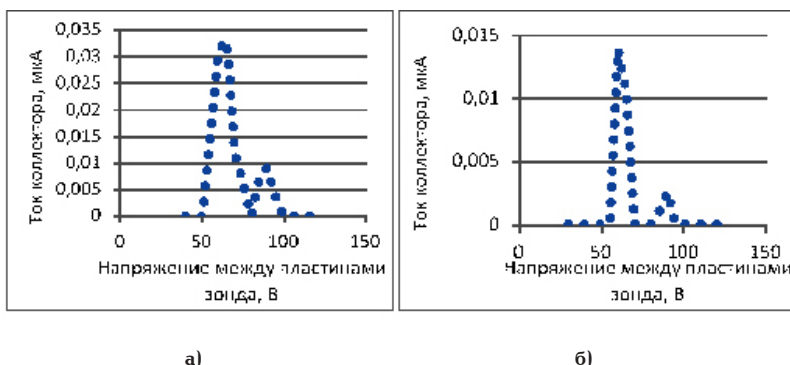 0,035
0,03
0,025
0,02
0,015
0,01
0,005
0
0 50 100 150
Ток коллектора, мкА
Напряжение между пластинами
зонда, В
0,015
0,01
0,005
0
0 50 100 150
Ток коллектора, мкА
Напряжение между пластинами
зонда, В
а) б)